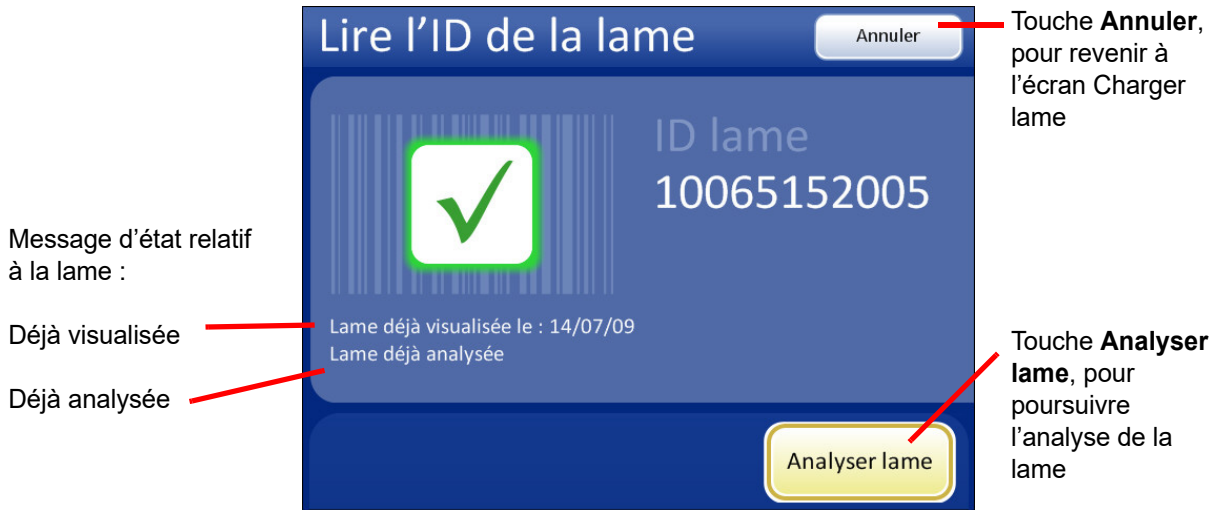 Lire l’ID de la lame
Annuler
Touche Annuler,
pour revenir à
l’écran Charger
lame
ID lame
10065152005
Message d’état relatif
à la lame :
Déjà visualisée
Déjà analysée
Lame déjà visualisée le : 14/07/09
Lame déjà analysée
Touche Analyser
lame, pour
poursuivre
l’analyse de la
lame
Analyser lame